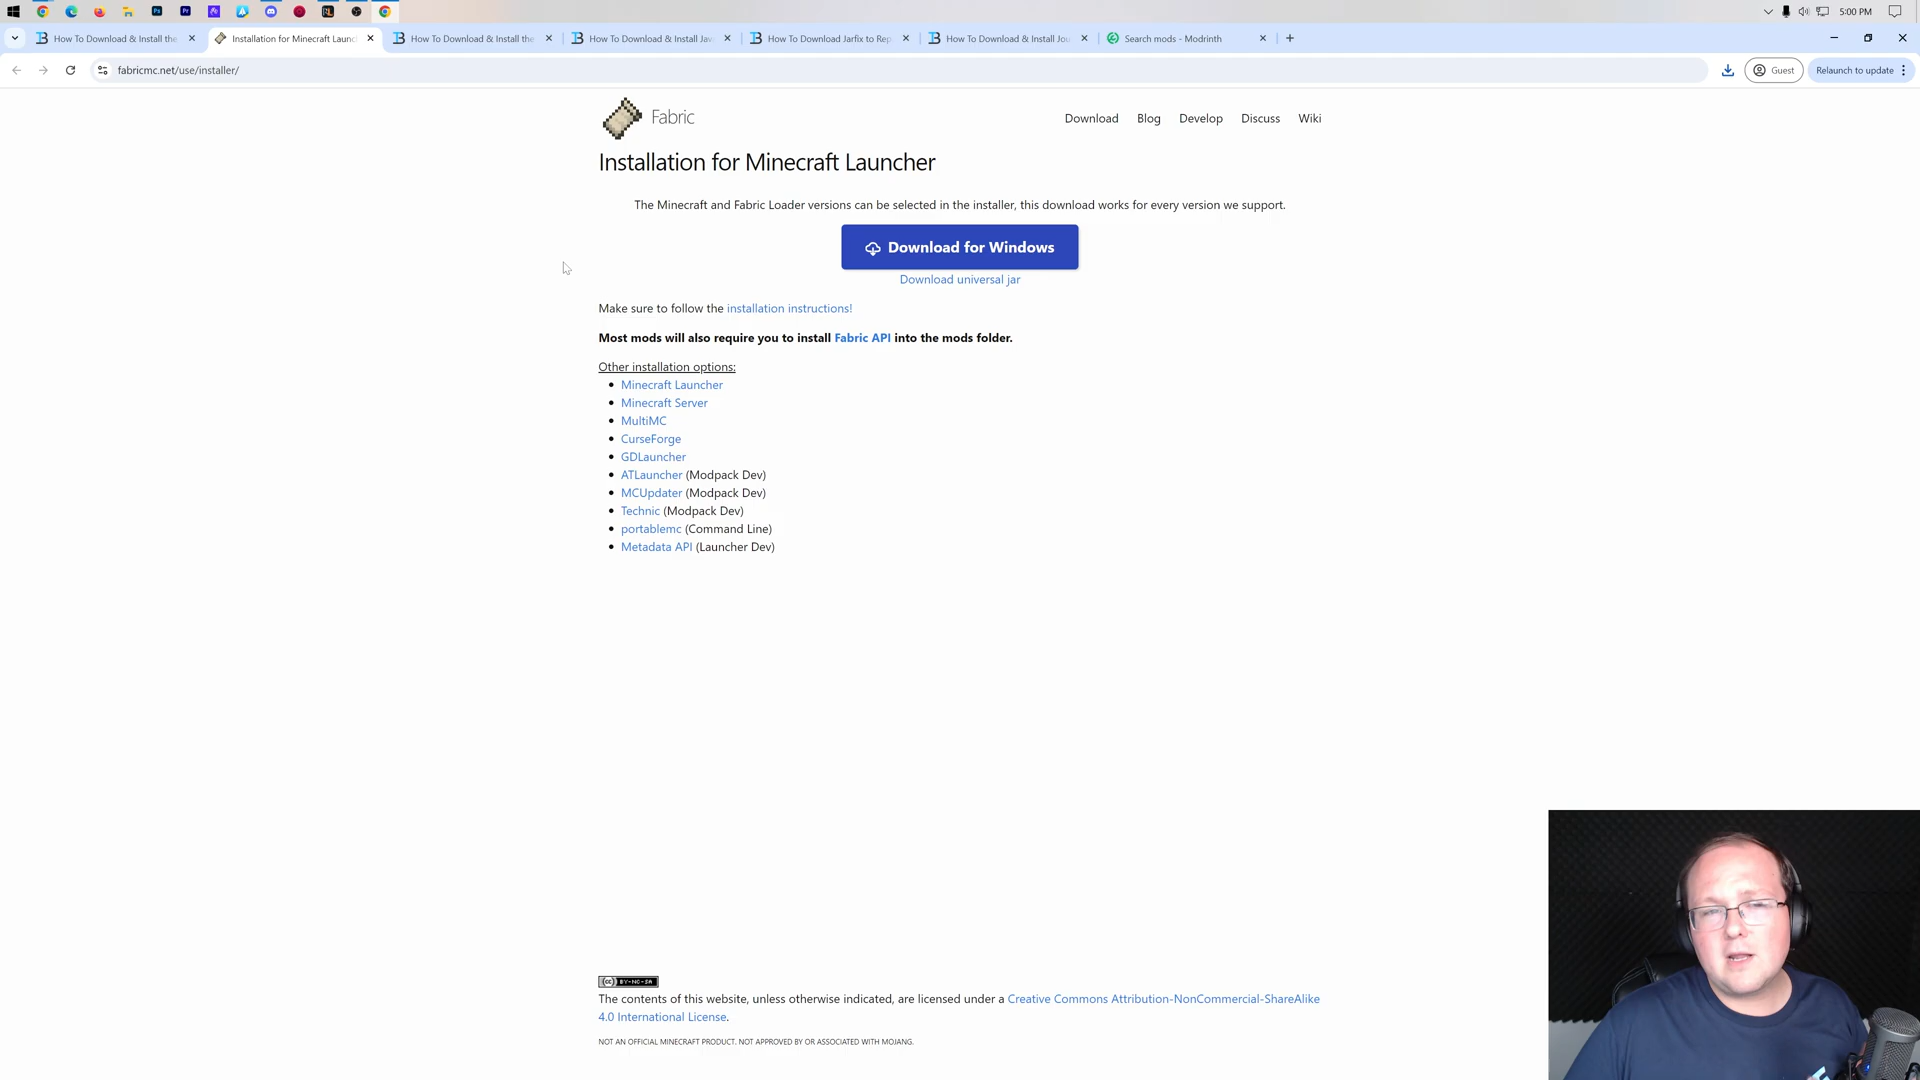 5:00 PM
How To Download & Install the
Installation for Minecraft Laun
How To Download & Install the
How To Download & Install Jav
How To Download Jarfix to Rep
How To Download & Install Jou
Search mods - Modrinth
fabricmc.net/use/installer/
Guest
Relaunch to update
Fabric
Download
Blog
Develop
Discuss
Wiki
Installation for Minecraft Launcher
The Minecraft and Fabric Loader versions can be selected in the installer, this download works for every version we support.
Download for Windows
Download universal jar
Make sure to follow the installation instructions!
Most mods will also require you to install Fabric API into the mods folder.
Other installation options:
Minecraft Launcher
Minecraft Server
MultiMC
CurseForge
GDLauncher
ATLauncher (Modpack Dev)
MCUpdater (Modpack Dev)
Technic (Modpack Dev)
portablemc (Command Line)
Metadata API (Launcher Dev)
(cc) BY-NC-SA
The contents of this website, unless otherwise indicated, are licensed under a Creative Commons Attribution-NonCommercial-ShareAlike
4.0 International License.
NOT AN OFFICIAL MINECRAFT PRODUCT. NOT APPROVED BY OR ASSOCIATED WITH MOJANG.